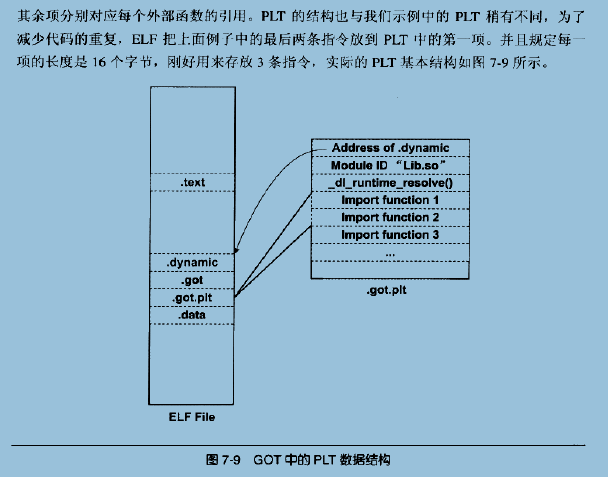 其余项分别对应每个外部函数的引用。PLT 的结构也与我们示例中的 PLT 稍有不同，为了
减少代码的重复，ELF 把上面例子中的最后两条指令放到 PLT 中的第一项。并且规定每一
项的长度是 16 个字节，刚好用来存放 3 条指令，实际的 PLT 基本结构如图 7-9 所示。
.text
.dynamic
.got
.got.plt
.data
ELF File
Address of .dynamic
Module ID “Lib.so”
_dl_runtime_resolve()
Import function 1
Import function 2
Import function 3
...
.got.plt
图 7-9 GOT 中的 PLT 数据结构